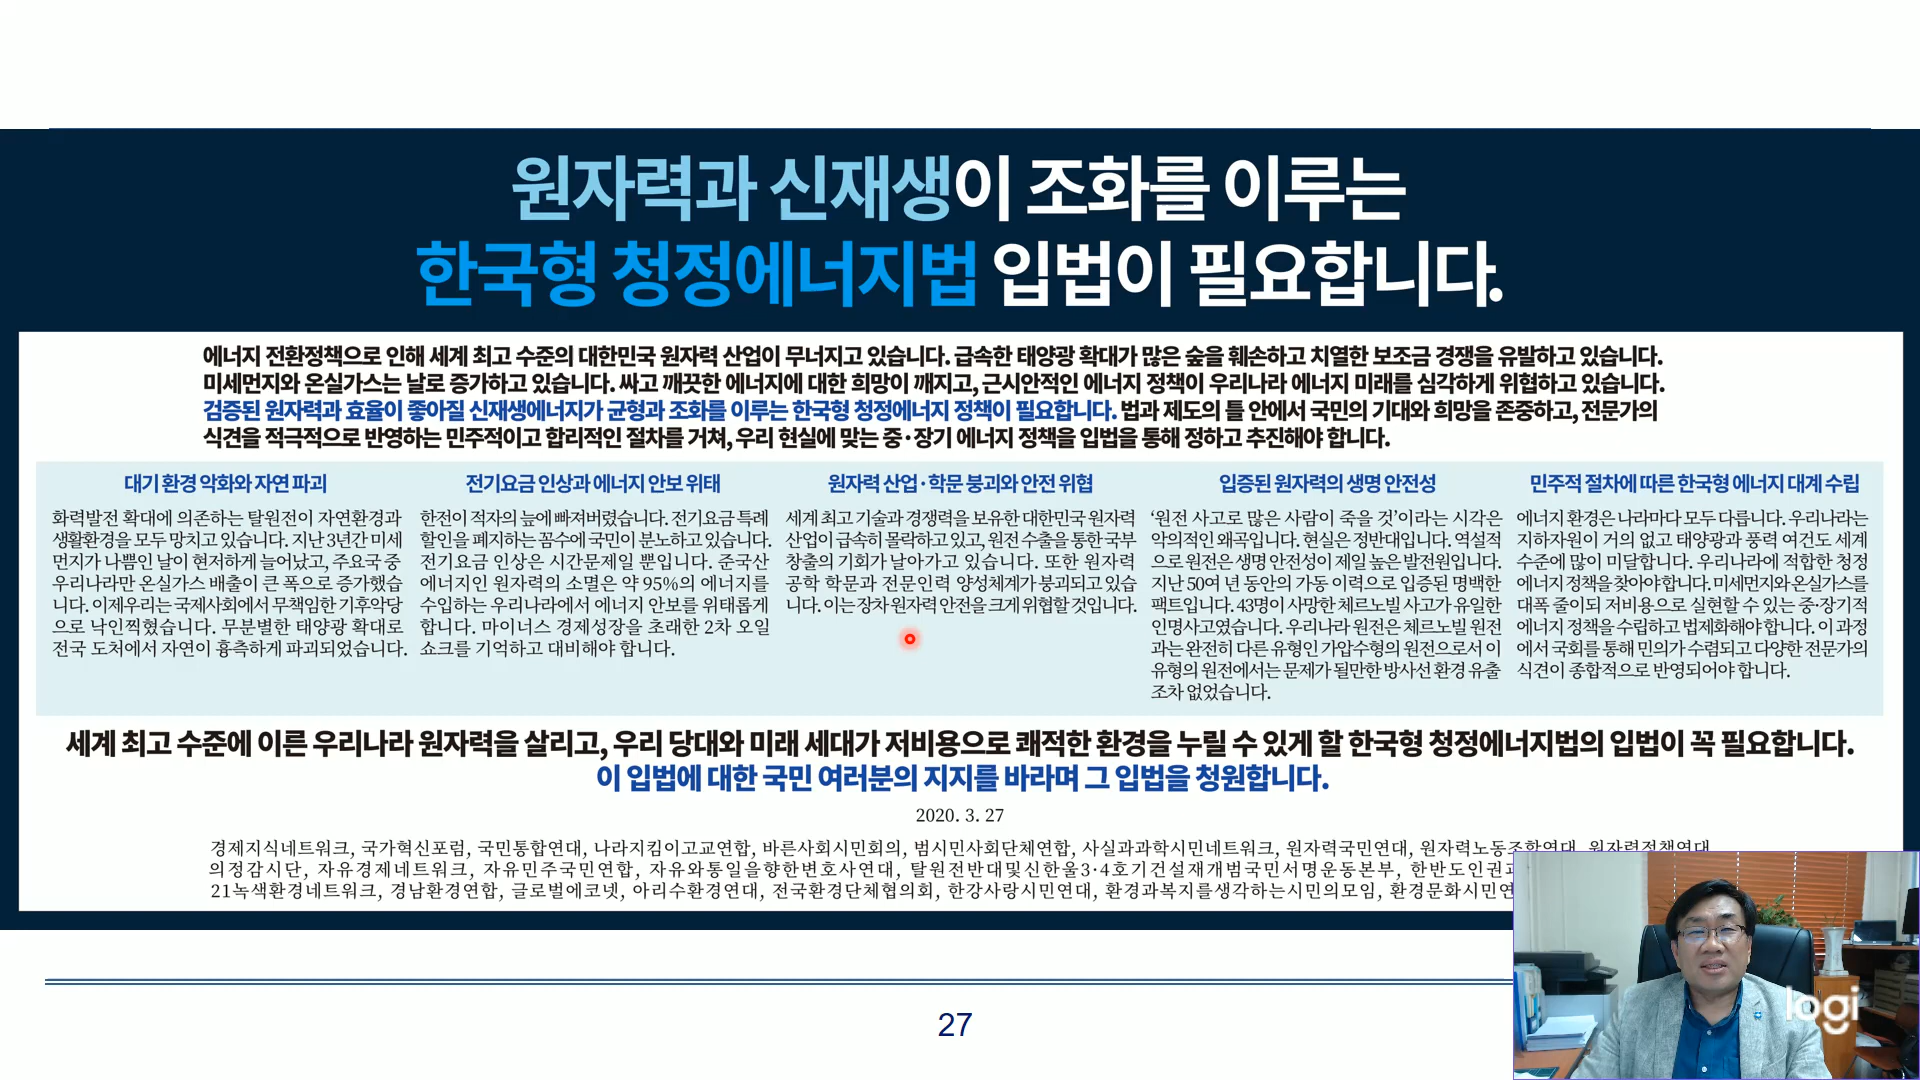 원자력과 신재생이 조화를 이루는
한국형 청정에너지법 입법이 필요합니다.
에너지 전환정책으로 인해 세계 최고 수준의 대한민국 원자력 산업이 무너지고 있습니다. 급속한 태양광 확대가 많은 숲을 훼손하고 치열한 보조금 경쟁을 유발하고 있습니다.
미세먼지와 온실가스는 날로 증가하고 있습니다. 싸고 깨끗한 에너지에 대한 희망이 깨지고, 근시안적인 에너지 정책이 우리나라 에너지 미래를 심각하게 위협하고 있습니다.
검증된 원자력과 효율이 좋아질 신재생에너지가 균형과 조화를 이루는 한국형 청정에너지 정책이 필요합니다. 법과 제도의 틀 안에서 국민의 기대와 희망을 존중하고, 전문가의
식견을 적극적으로 반영하는 민주적이고 합리적인 절차를 거쳐, 우리 현실에 맞는 중·장기 에너지 정책을 입법을 통해 정하고 추진해야 합니다.
대기 환경 악화와 자연 파괴
화력발전 확대에 의존하는 탈원전이 자연환경과
생활환경을 모두 망치고 있습니다. 지난 3년간 미세
먼지가 나쁨인 날이 현저하게 늘어났고, 주요국 중
우리나라만 온실가스 배출이 큰 폭으로 증가했습
니다. 이제우리는 국제사회에서 무책임한 기후악당
으로 낙인찍혔습니다. 무분별한 태양광 확대로
전국 도처에서 자연이 흉측하게 파괴되었습니다.
전기요금 인상과 에너지 안보 위태
한전이 적자의 늪에 빠져버렸습니다. 전기요금 특례
할인을 폐지하는 꼼수에 국민이 분노하고 있습니다.
전기요금 인상은 시간문제일 뿐입니다. 준국산
에너지인 원자력의 소멸은 약 95%의 에너지를
수입하는 우리나라에서 에너지 안보를 위태롭게
합니다. 마이너스 경제성장을 초래한 2차 오일
쇼크를 기억하고 대비해야 합니다.
원자력 산업·학문 붕괴와 안전 위협
세계 최고 기술과 경쟁력을 보유한 대한민국 원자력
산업이 급속히 몰락하고 있고, 원전 수출을 통한 국부
창출의 기회가 날아가고 있습니다. 또한 원자력
공학 학문과 전문인력 양성체계가 붕괴되고 있습
니다. 이는 장차 원자력 안전을 크게 위협할 것입니다.
입증된 원자력의 생명 안전성
‘원전 사고로 많은 사람이 죽을 것’이라는 시각은
악의적인 왜곡입니다. 현실은 정반대입니다. 역설적
으로 원전은 생명 안전성이 제일 높은 발전원입니다.
지난 50여 년 동안의 가동 이력으로 입증된 명백한
팩트입니다. 43명이 사망한 체르노빌 사고가 유일한
인명사고였습니다. 우리나라 원전은 체르노빌 원전
과는 완전히 다른 유형인 가압수형의 원전으로서 이
유형의 원전에서는 문제가 될만한 방사선 환경 유출
조차 없었습니다.
민주적 절차에 따른 한국형 에너지 대계 수립
에너지 환경은 나라마다 모두 다릅니다. 우리나라는
지하자원이 거의 없고 태양광과 풍력 여건도 세계
수준에 많이 미달합니다. 우리나라에 적합한 청정
에너지 정책을 찾아야 합니다. 미세먼지와 온실가스를
대폭 줄이되 저비용으로 실현할 수 있는 중·장기적
에너지 정책을 수립하고 법제화해야 합니다. 이 과정
에서 국회를 통해 민의가 수렴되고 다양한 전문가의
식견이 종합적으로 반영되어야 합니다.
세계 최고 수준에 이른 우리나라 원자력을 살리고, 우리 당대와 미래 세대가 저비용으로 쾌적한 환경을 누릴 수 있게 할 한국형 청정에너지법의 입법이 꼭 필요합니다.
이 입법에 대한 국민 여러분의 지지를 바라며 그 입법을 청원합니다.
2020. 3. 27
경제지식네트워크, 국가혁신포럼, 국민통합연대, 나라지킴이고교연합, 바른사회시민회의, 범시민사회단체연합, 사실과과학시민네트워크, 원자력국민연대, 원자력노동조합연대, 원자력정책연대
의정감시단, 자유경제네트워크, 자유민주국민연합, 자유와통일을향한변호사연대, 탈원전반대및신한울3·4호기건설재개범국민서명운동본부, 한반도인권과
21녹색환경네트워크, 경남환경연합, 글로벌에코넷, 아리수환경연대, 전국환경단체협의회, 한강사랑시민연대, 환경과복지를생각하는시민의모임, 환경문화시민연
27
logi